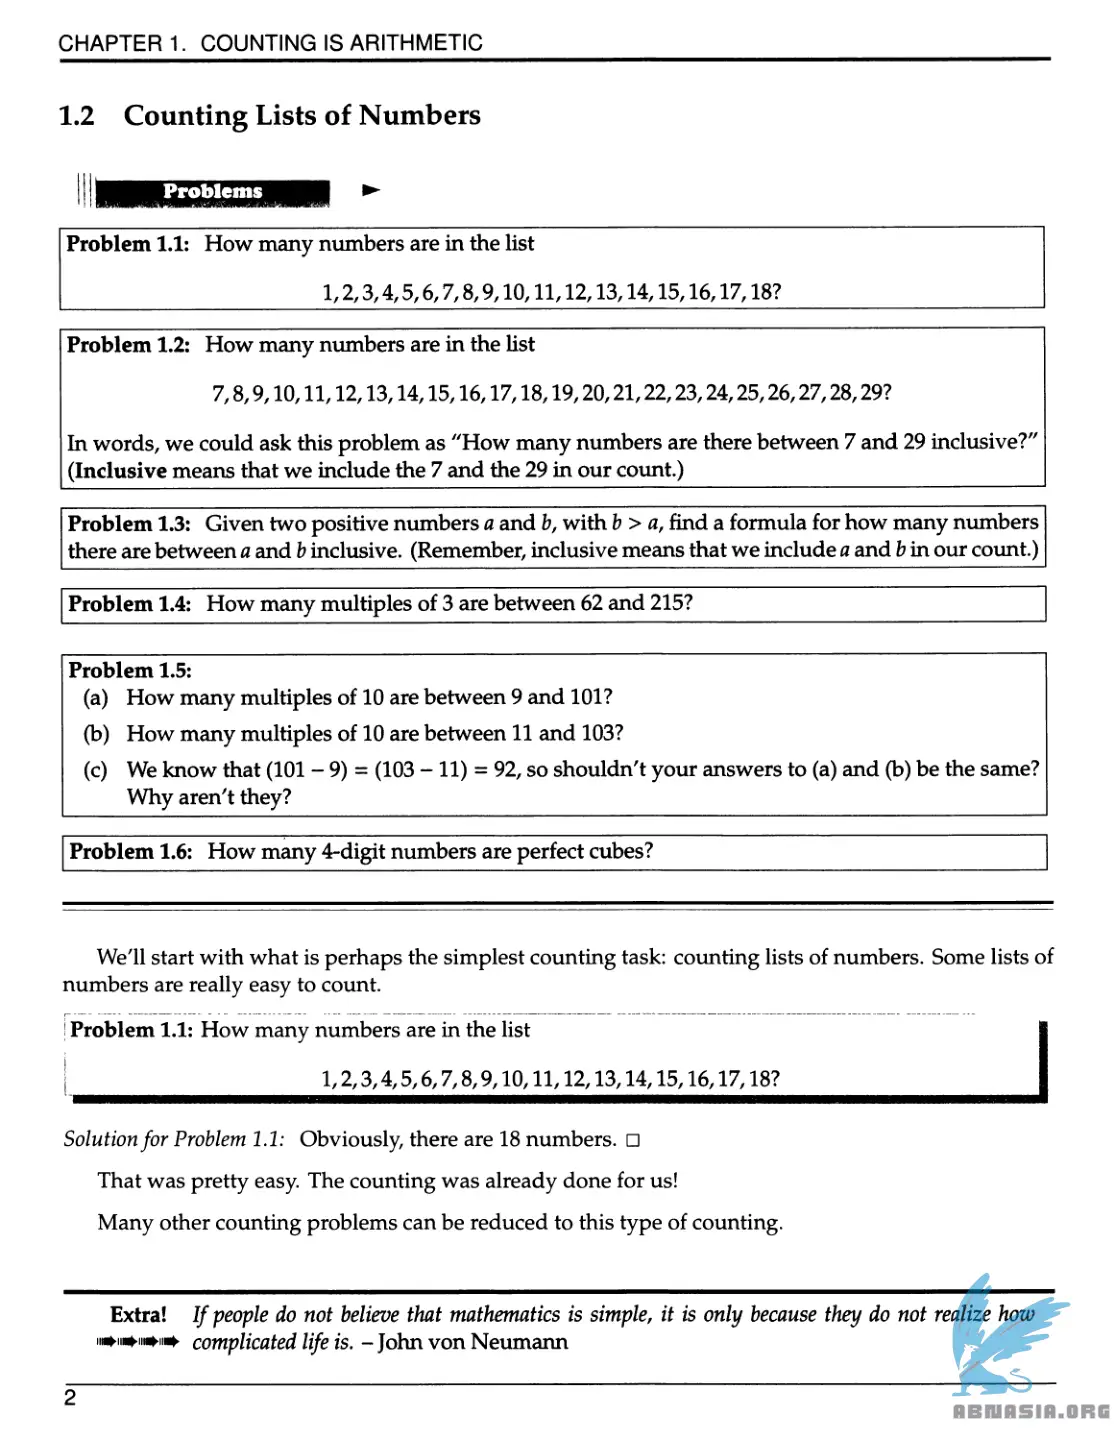 CHAPTER 1. COUNTING IS ARITHMETIC
1.2 Counting Lists of Numbers
Problems
Problem 1.1: How many numbers are in the list
1, 2, 3, 4, 5, 6, 7, 8, 9, 10, 11, 12, 13, 14, 15, 16, 17, 18?
Problem 1.2: How many numbers are in the list
7, 8, 9, 10, 11, 12, 13, 14, 15, 16, 17, 18, 19, 20, 21, 22, 23, 24, 25, 26, 27, 28, 29?
In words, we could ask this problem as "How many numbers are there between 7 and 29 inclusive?"
(Inclusive means that we include the 7 and the 29 in our count.)
Problem 1.3: Given two positive numbers a and b, with b > a, find a formula for how many numbers
there are between a and b inclusive. (Remember, inclusive means that we include a and b in our count.)
Problem 1.4: How many multiples of 3 are between 62 and 215?
Problem 1.5:
(a) How many multiples of 10 are between 9 and 101?
(b) How many multiples of 10 are between 11 and 103?
(c) We know that (101 – 9) = (103 – 11) = 92, so shouldn't your answers to (a) and (b) be the same?
Why aren't they?
Problem 1.6: How many 4-digit numbers are perfect cubes?
We'll start with what is perhaps the simplest counting task: counting lists of numbers. Some lists of
numbers are really easy to count.
Problem 1.1: How many numbers are in the list
1, 2, 3, 4, 5, 6, 7, 8, 9, 10, 11, 12, 13, 14, 15, 16, 17, 18?
Solution for Problem 1.1: Obviously, there are 18 numbers. □
That was pretty easy. The counting was already done for us!
Many other counting problems can be reduced to this type of counting.
Extra! If people do not believe that mathematics is simple, it is only because they do not realize how
complicated life is. – John von Neumann
2
ABNASIA.ORG